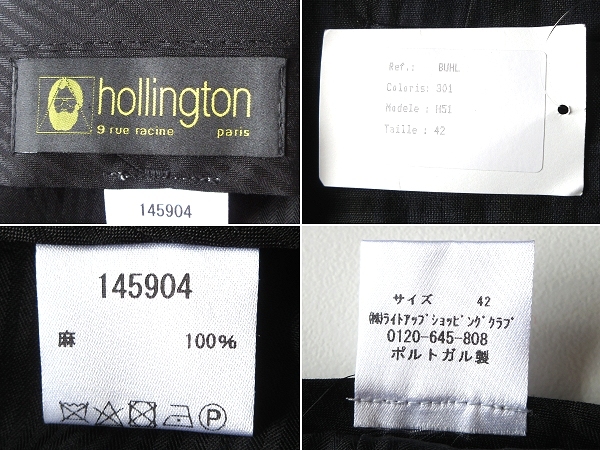 hollington
9 rue racine paris
145904
Ref.: BUHL
Coloris: 301
Modele : M51
Taille : 42
145904
麻 100%
P
サイズ 42
㈱ライトアップショッピングクラブ
0120-645-808
ポルトガル製